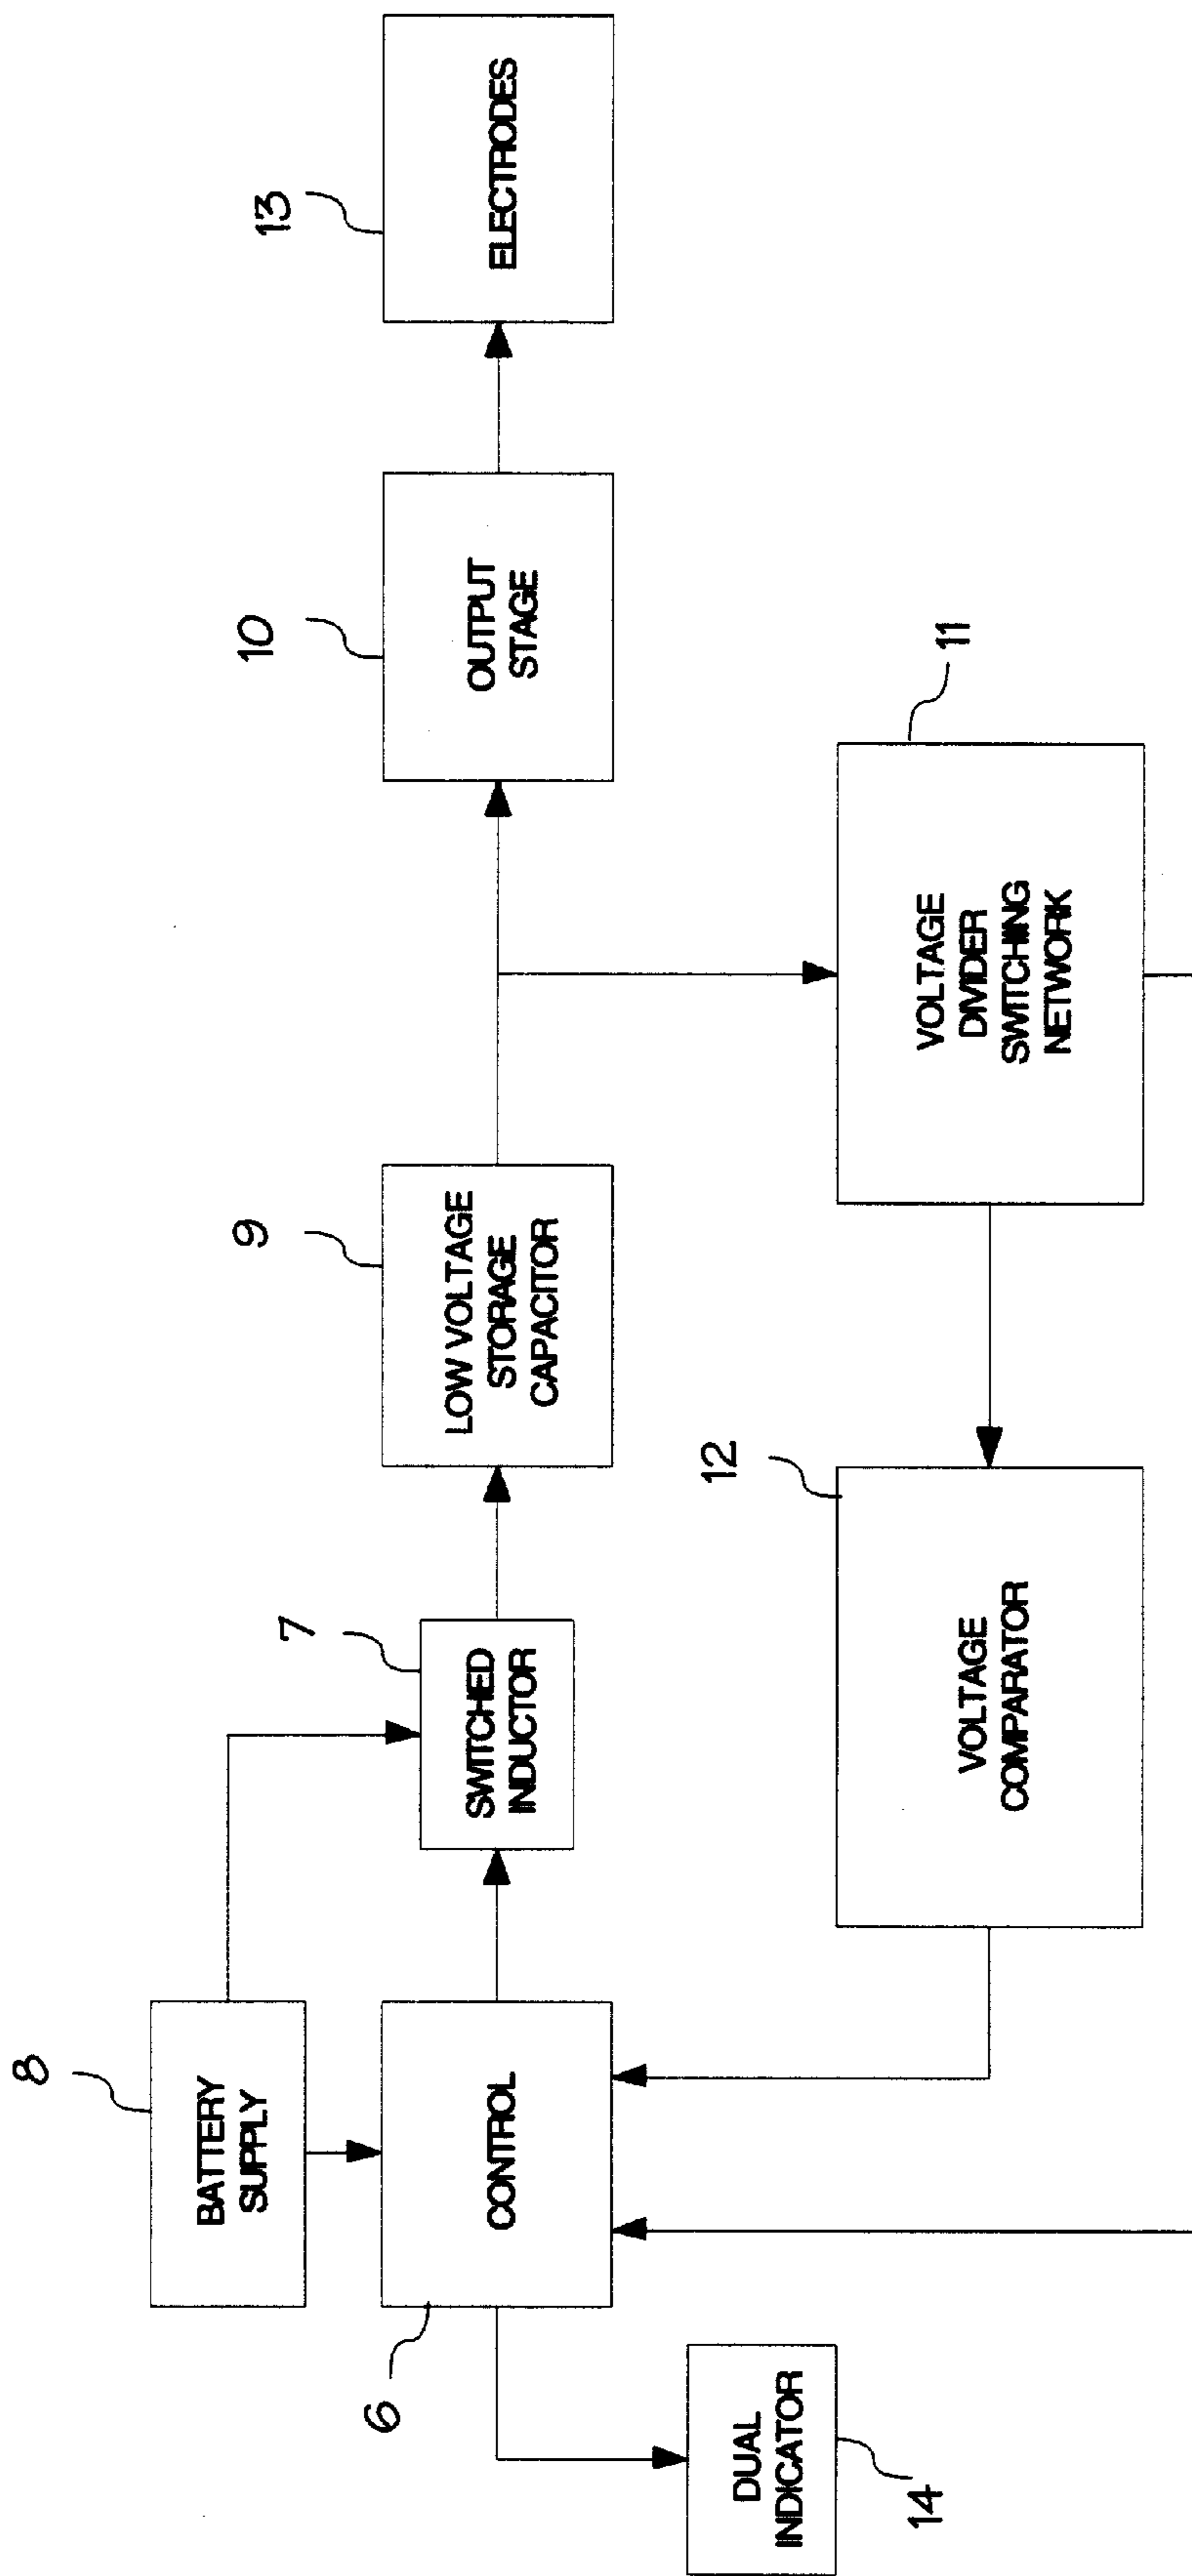 8
BATTERY
SUPPLY
6
CONTROL
7
SWITCHED
INDUCTOR
9
LOW VOLTAGE
STORAGE
CAPACITOR
10
OUTPUT
STAGE
13
ELECTRODES
14
DUAL
INDICATOR
12
VOLTAGE
COMPARATOR
11
VOLTAGE
DIVIDER
SWITCHING
NETWORK